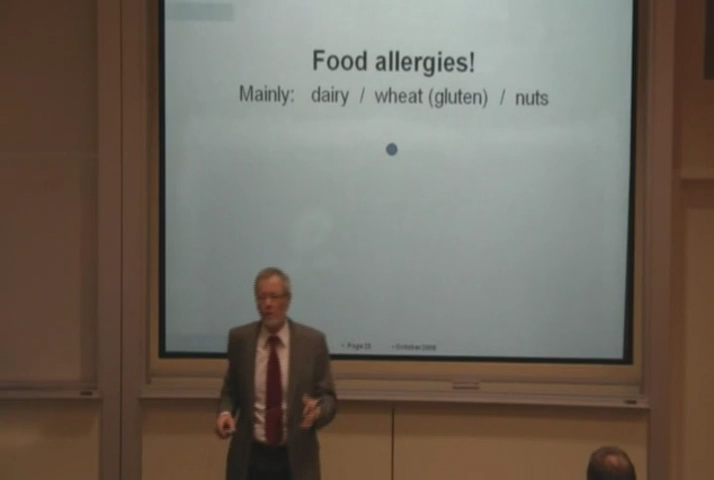 Food allergies!
Mainly: dairy / wheat (gluten) / nuts